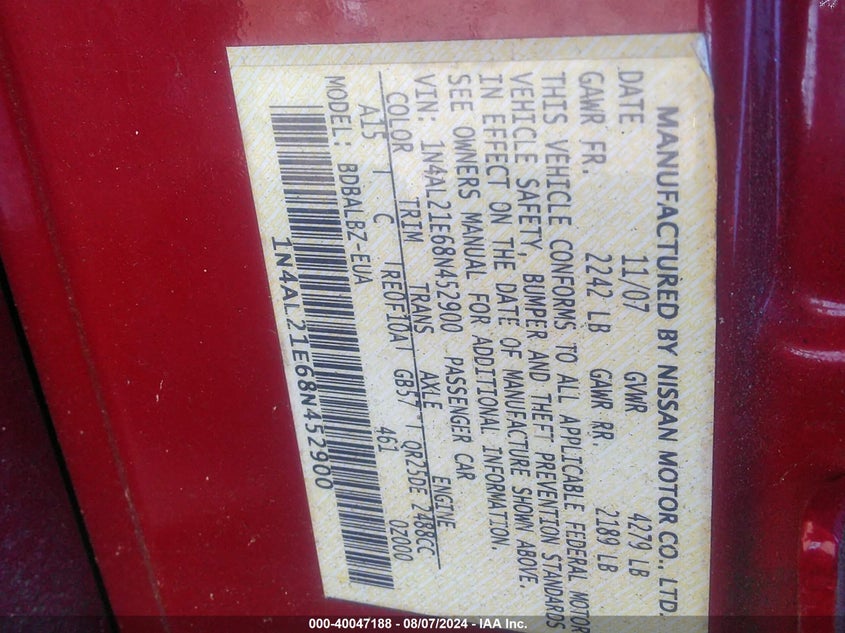 MANUFACTURED BY NISSAN MOTOR CO., LTD.
DATE 11/07 GVWR 4279 LB
GAWR FR. 2242 LB GAWR RR. 2189 LB
THIS VEHICLE CONFORMS TO ALL APPLICABLE FEDERAL MOTOR
VEHICLE SAFETY, BUMPER AND THEFT PREVENTION STANDARDS
IN EFFECT ON THE DATE OF MANUFACTURE SHOWN ABOVE.
SEE OWNERS MANUAL FOR ADDITIONAL INFORMATION.
VIN: 1N4AL21E68N452900 PASSENGER CAR
COLOR TRIM TRANS AXLE ENGINE
A15 C RE0F10A GB57 QR25DE 2488CC
MODEL: BDBALBZ-EUA 461 02000
1N4AL21E68N452900
000-40047188 - 08/07/2024 - IAA Inc.